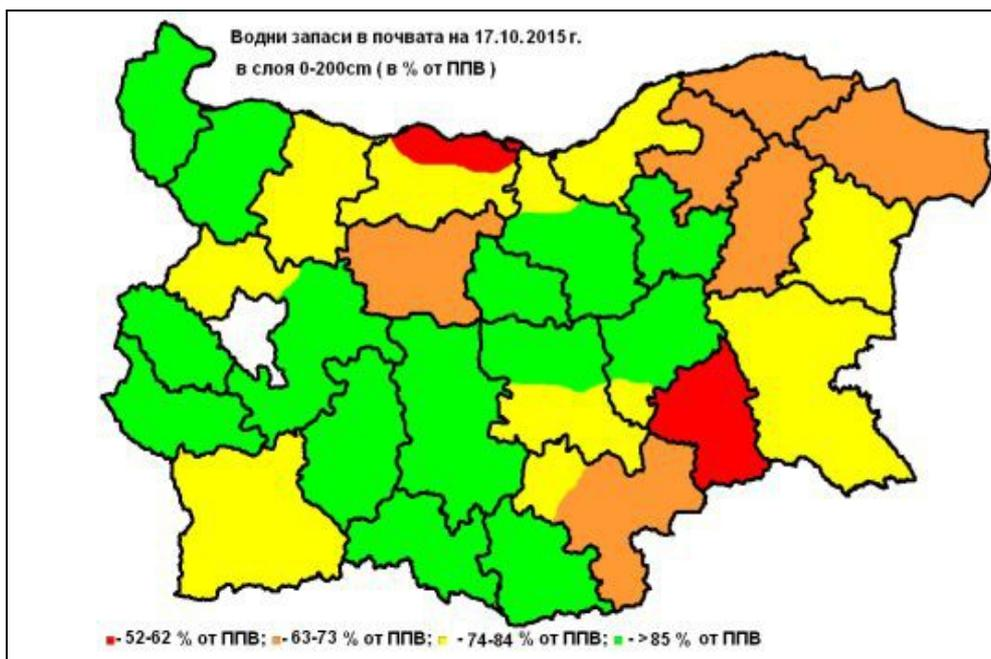 Водни запаси в почвата на 17.10.2015 г.
в слоя 0-200cm ( в % от ППВ )
- 52-62 % от ППВ; - 63-73 % от ППВ; - 74-84 % от ППВ; - >85 % от ППВ